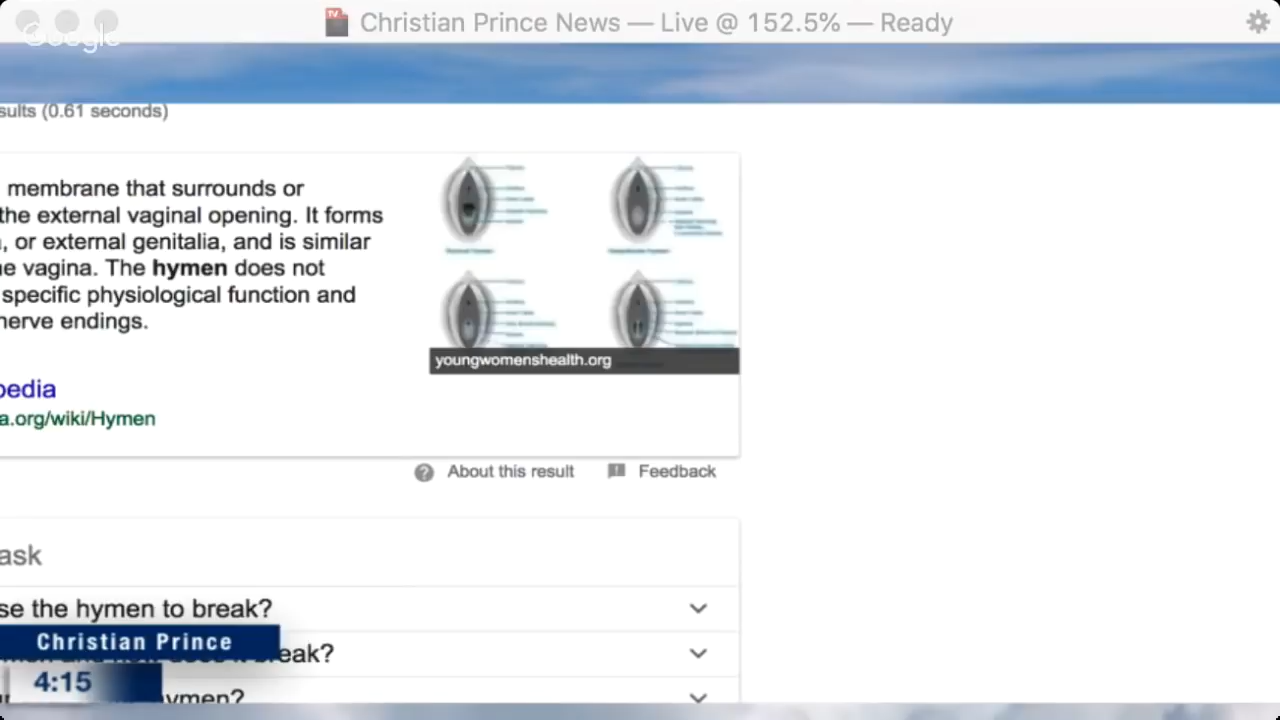 Christian Prince News — Live @ 152.5% — Ready
Google
sults (0.61 seconds)
membrane that surrounds or
the external vaginal opening. It forms
, or external genitalia, and is similar
e vagina. The hymen does not
specific physiological function and
nerve endings.
youngwomenshealth.org
pedia
a.org/wiki/Hymen
About this result
Feedback
ask
se the hymen to break?
Christian Prince
eak?
4:15
ymen?